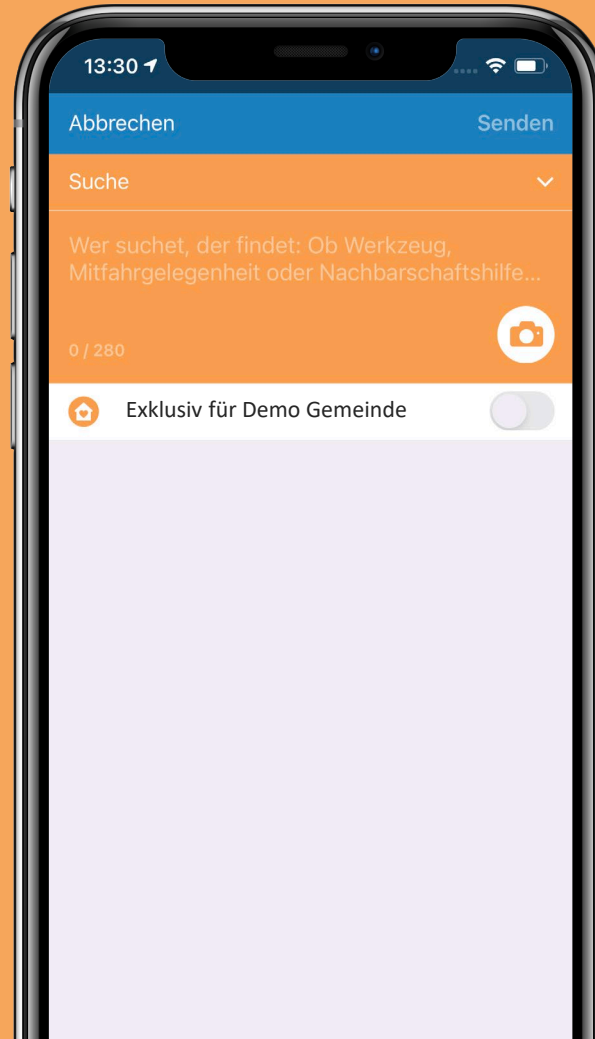 13:30
Abbrechen
Senden
Suche
Wer suchet, der findet: Ob Werkzeug,
Mitfahrgelegenheit oder Nachbarschaftshilfe...
0 / 280
Exklusiv für Demo Gemeinde